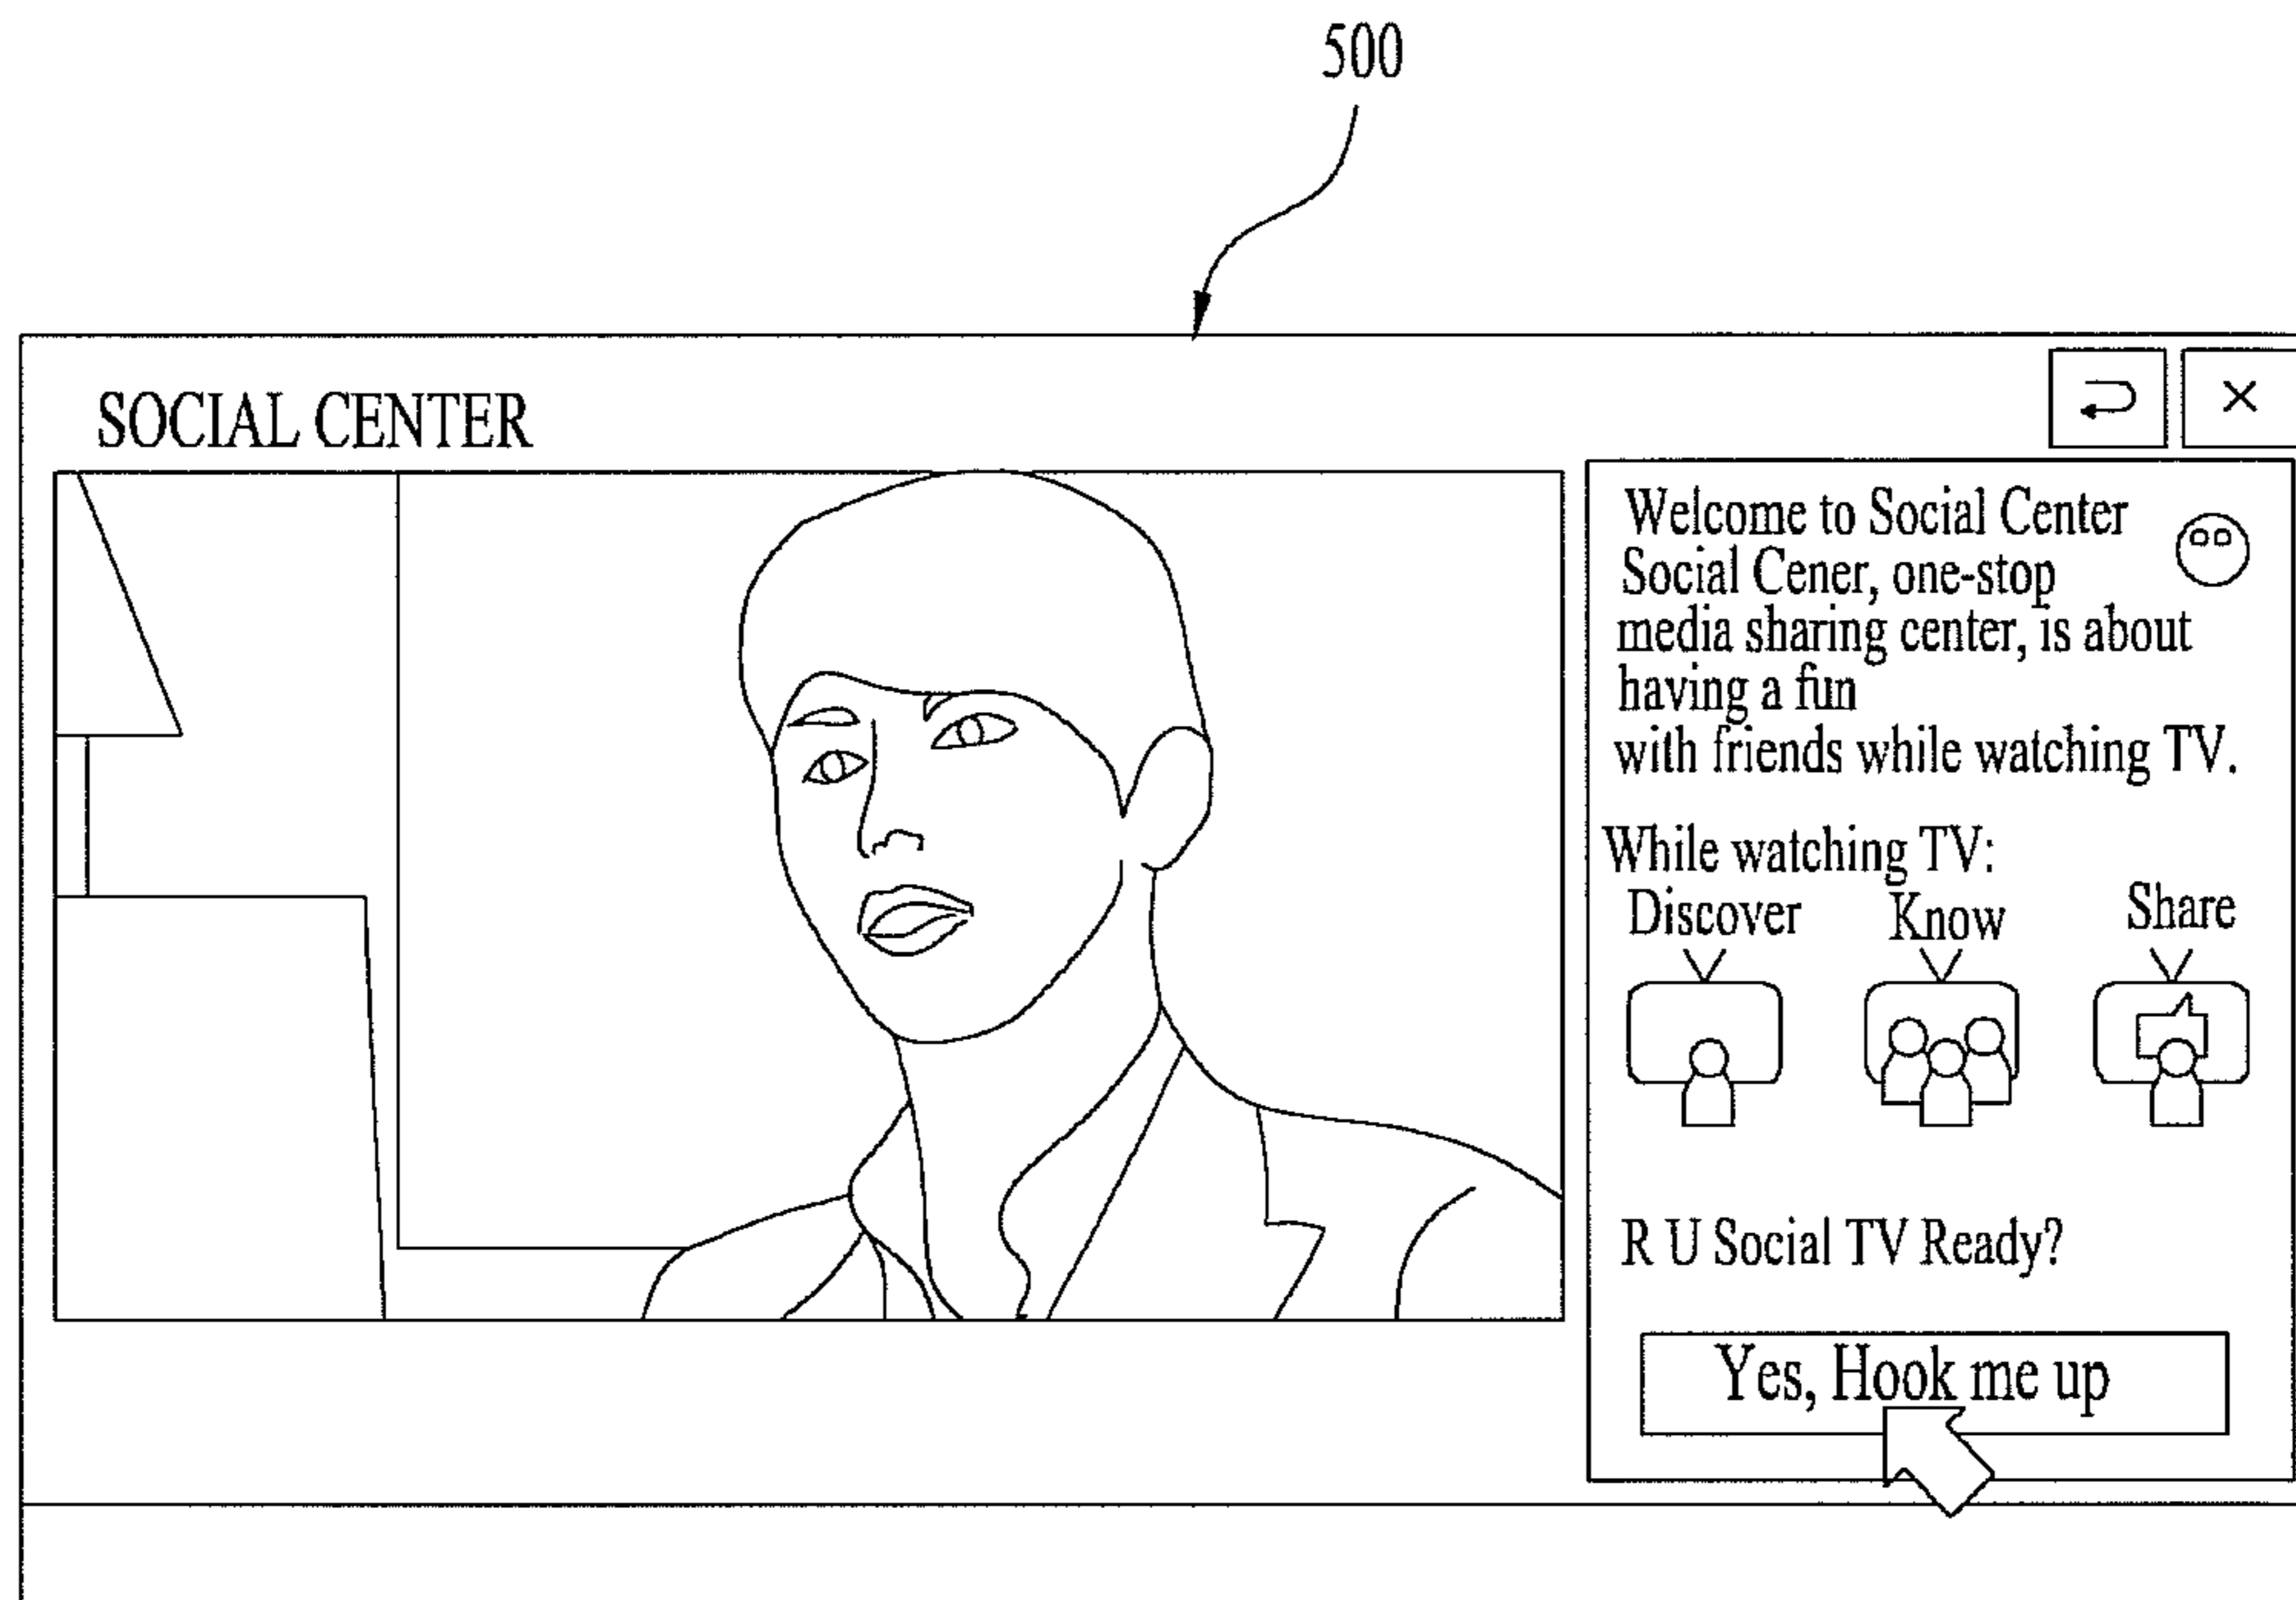 500
SOCIAL CENTER
Welcome to Social Center
Social Cener, one-stop
media sharing center, is about
having a fun
with friends while watching TV.
While watching TV:
Discover Know Share
R U Social TV Ready?
Yes, Hook me up